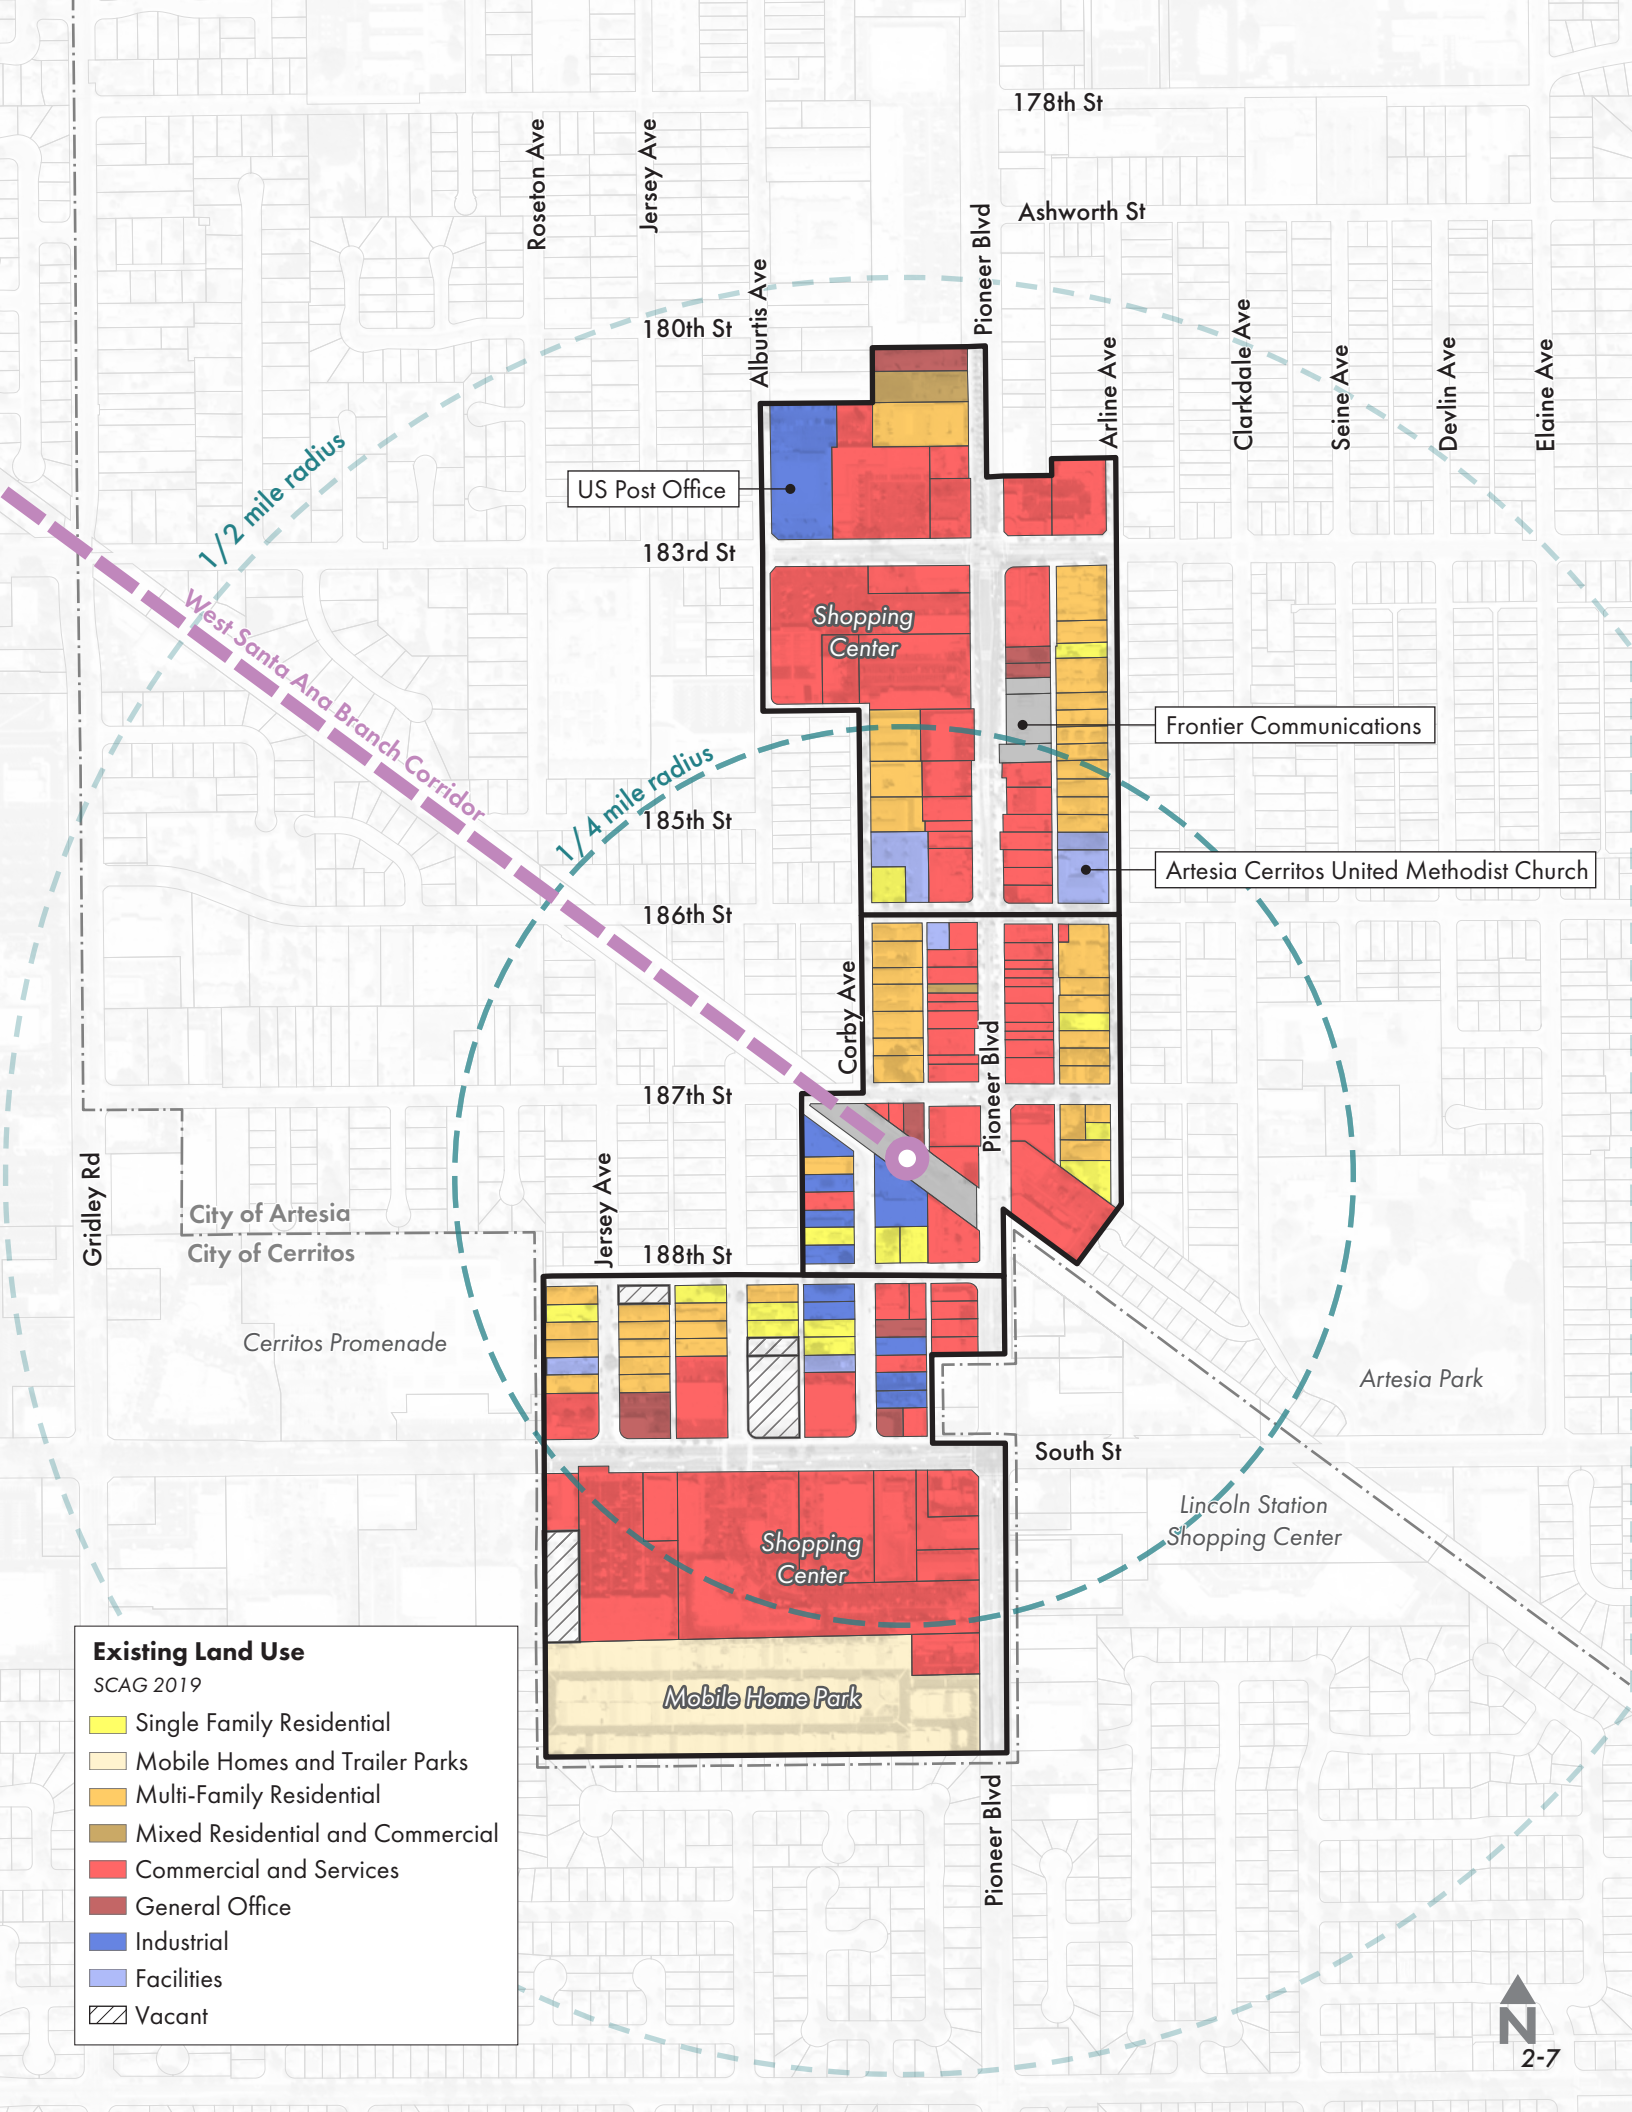 178th St
Roseton Ave
Jersey Ave
Pioneer Blvd
Ashworth St
Alburtis Ave
180th St
Arline Ave
Clarkdale Ave
Seine Ave
Devlin Ave
Elaine Ave
1/2 mile radius
US Post Office
183rd St
West Santa Ana Branch Corridor
Shopping
Center
Frontier Communications
1/4 mile radius
185th St
Artesia Cerritos United Methodist Church
186th St
Corby Ave
Pioneer Blvd
187th St
Gridley Rd
Jersey Ave
City of Artesia
City of Cerritos
188th St
Cerritos Promenade
Artesia Park
South St
Lincoln Station
Shopping Center
Shopping
Center
Mobile Home Park
Pioneer Blvd
Existing Land Use
SCAG 2019
Single Family Residential
Mobile Homes and Trailer Parks
Multi-Family Residential
Mixed Residential and Commercial
Commercial and Services
General Office
Industrial
Facilities
Vacant
N
2-7